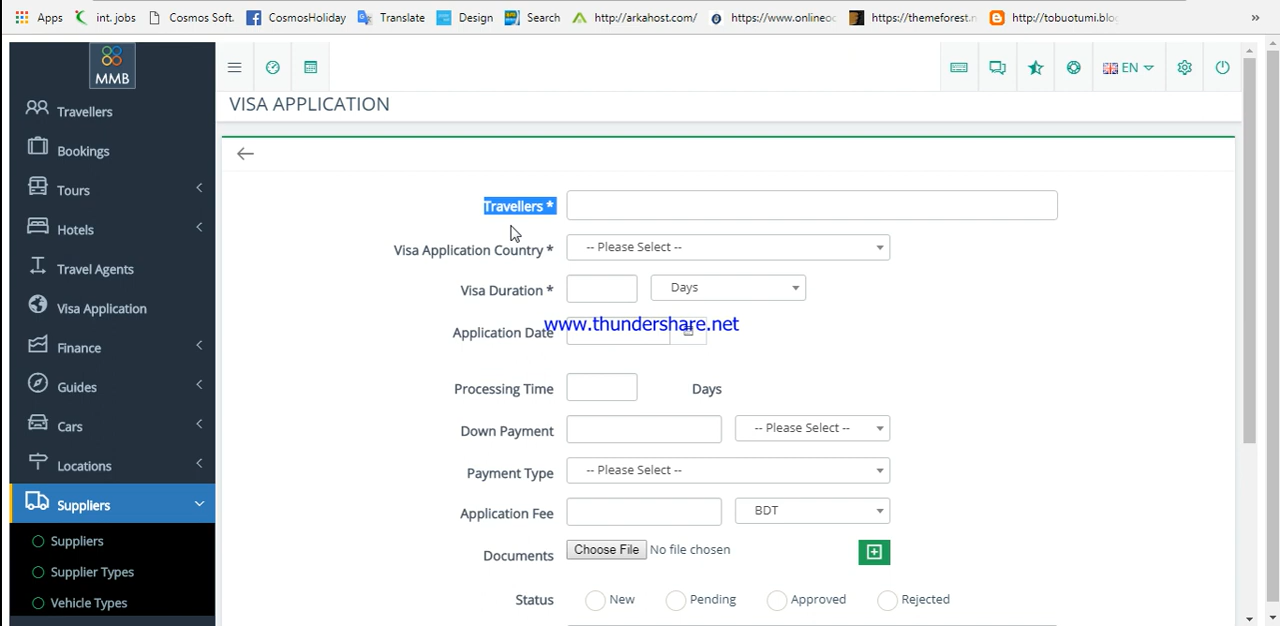 Apps int. jobs Cosmos Soft. CosmosHoliday Translate Design Search http://arkahost.com/ https://www.onlineoc https://themeforest.n http://tobuotumi.blo »
MMB
EN
VISA APPLICATION
Travellers
Bookings
Tours
Hotels
Travel Agents
Visa Application
Finance
Guides
Cars
Locations
Suppliers
Suppliers
Supplier Types
Vehicle Types
Travellers *
Visa Application Country * -- Please Select --
Visa Duration * Days
Application Date
www.thundershare.net
Processing Time Days
Down Payment -- Please Select --
Payment Type -- Please Select --
Application Fee BDT
Documents Choose File No file chosen
Status New Pending Approved Rejected